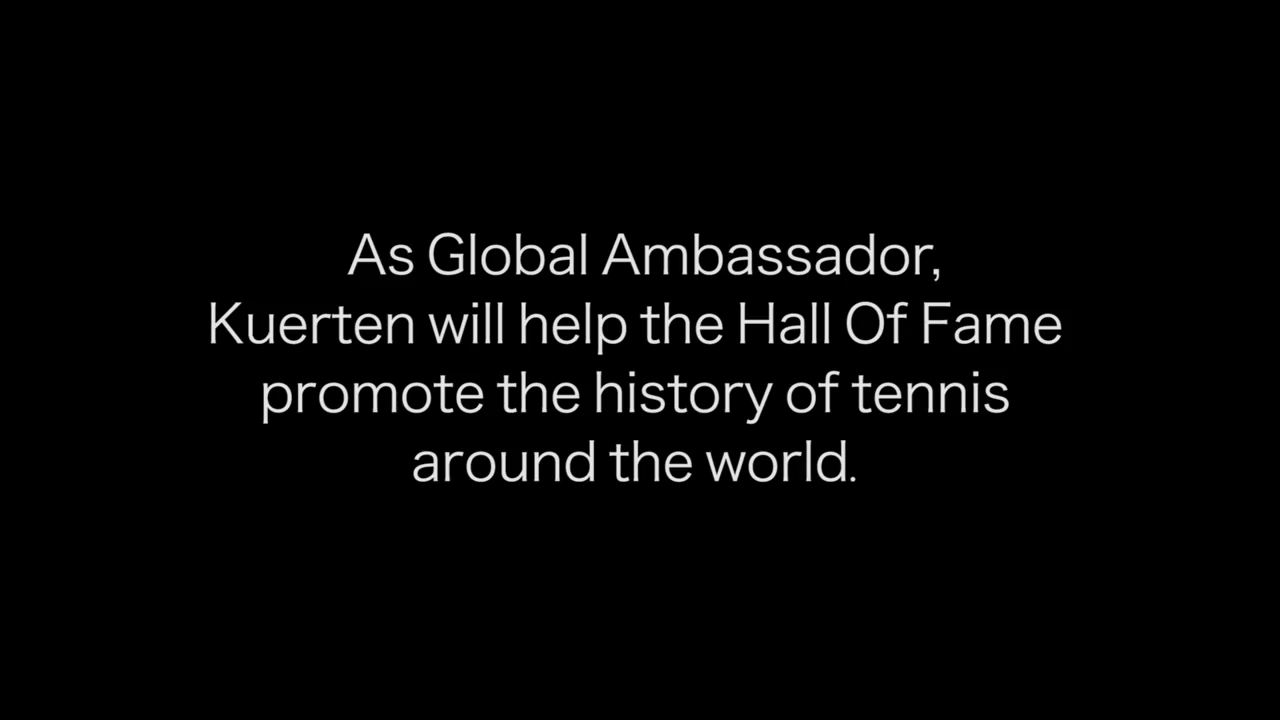 As Global Ambassador,
Kuerten will help the Hall Of Fame
promote the history of tennis
around the world.